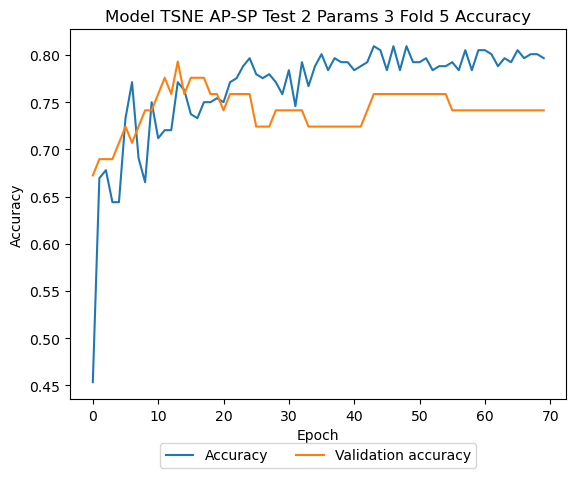 Model TSNE AP-SP Test 2 Params 3 Fold 5 Accuracy
0.80
0.75
0.70
0.65
0.60
0.55
0.50
0.45
Accuracy
0 10 20 30 40 50 60 70
Epoch
Accuracy Validation accuracy